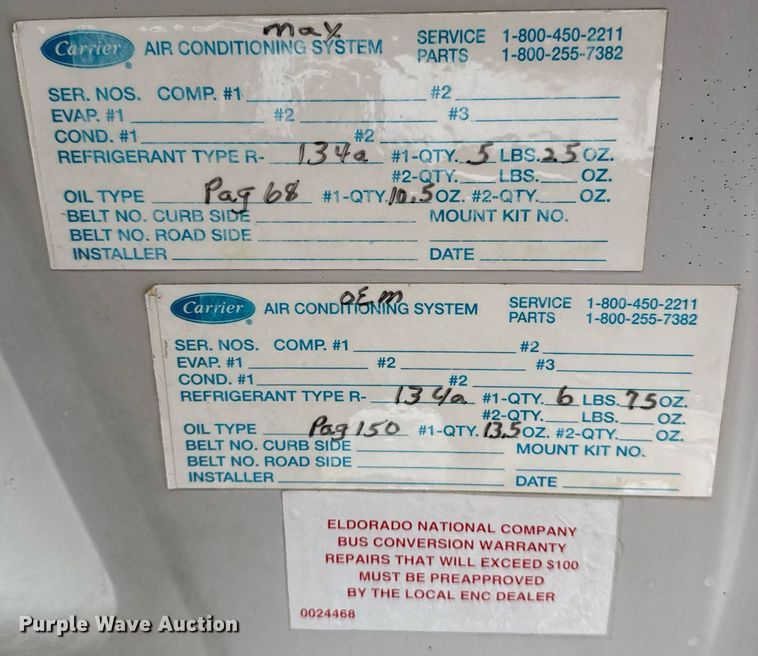 max
Carrier AIR CONDITIONING SYSTEM SERVICE 1-800-450-2211
PARTS 1-800-255-7382
SER. NOS. COMP. #1 #2
EVAP. #1 #2 #3
COND. #1 #2
REFRIGERANT TYPE R- 134a #1-QTY. 5 LBS. 25 OZ.
#2-QTY. LBS. OZ.
OIL TYPE Pag 68 #1-QTY. 10.5 OZ. #2-QTY. OZ.
BELT NO. CURB SIDE MOUNT KIT NO.
BELT NO. ROAD SIDE
INSTALLER DATE
OEM
Carrier AIR CONDITIONING SYSTEM SERVICE 1-800-450-2211
PARTS 1-800-255-7382
SER. NOS. COMP. #1 #2
EVAP. #1 #2 #3
COND. #1 #2
REFRIGERANT TYPE R- 134a #1-QTY. 6 LBS. 75 OZ.
#2-QTY. LBS. OZ.
OIL TYPE Pag 150 #1-QTY. 13.5 OZ. #2-QTY. OZ.
BELT NO. CURB SIDE MOUNT KIT NO.
BELT NO. ROAD SIDE
INSTALLER DATE
ELDORADO NATIONAL COMPANY
BUS CONVERSION WARRANTY
REPAIRS THAT WILL EXCEED $100
MUST BE PREAPPROVED
BY THE LOCAL ENC DEALER
0024468
Purple Wave Auction